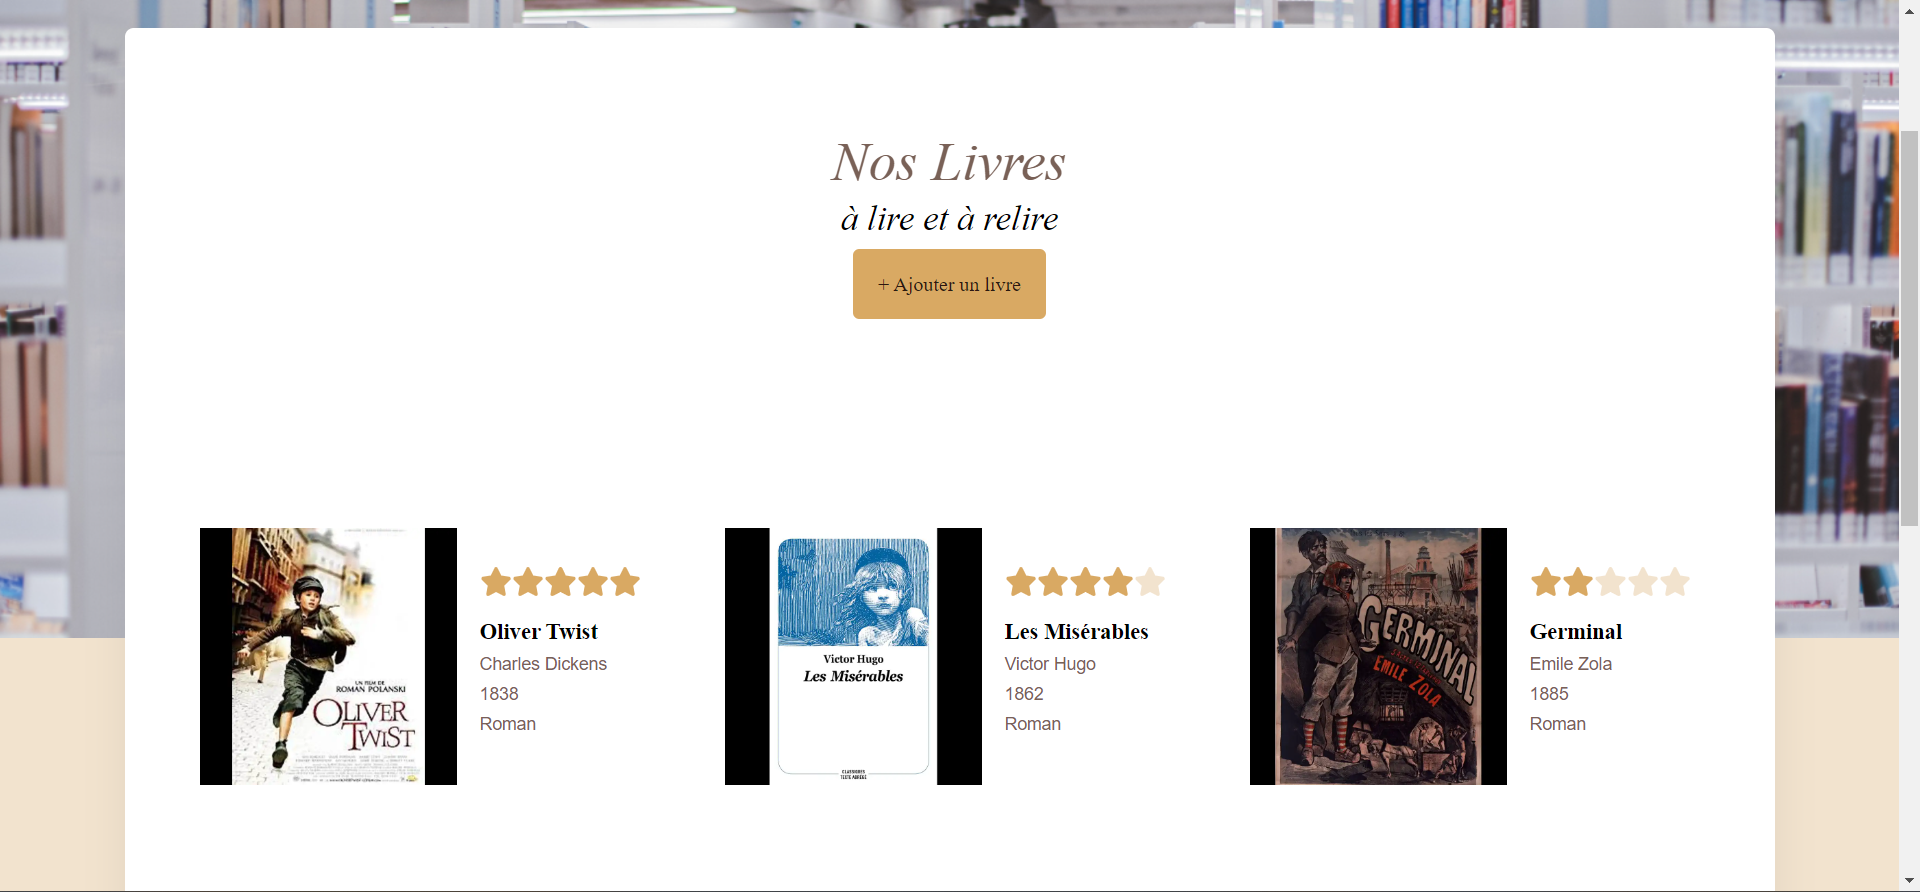 Nos Livres
à lire et à relire
+ Ajouter un livre
UN FILM DE
ROMAN POLANSKI
OLIVER
TWIST
Oliver Twist
Charles Dickens
1838
Roman
Victor Hugo
Les Misérables
CLASSIQUES
TEXTE ABRÉGÉ
Les Misérables
Victor Hugo
1862
Roman
GERMINAL
EMILE ZOLA
Germinal
Emile Zola
1885
Roman